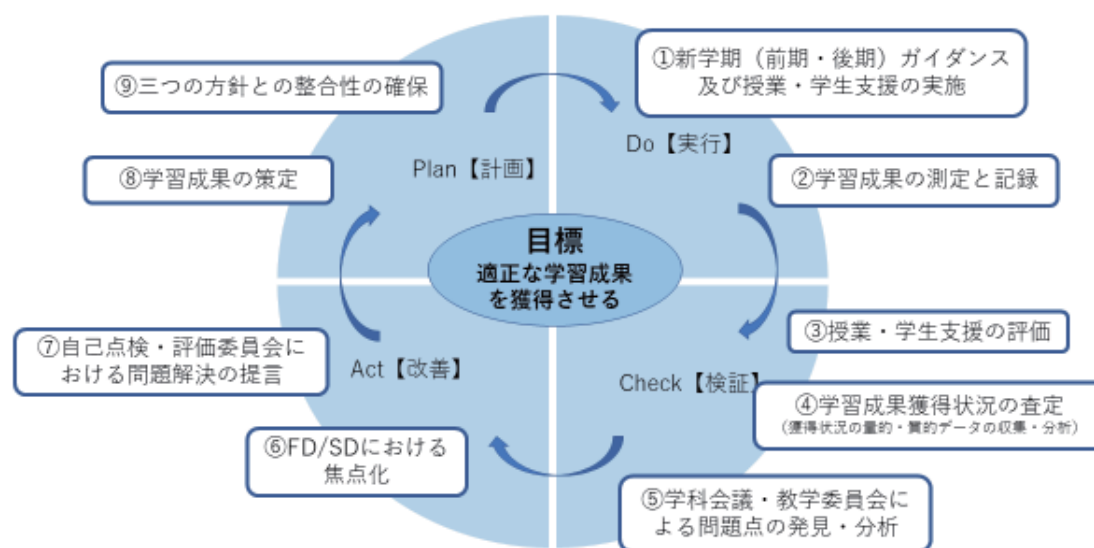 ①新学期（前期・後期）ガイダンス
及び授業・学生支援の実施
⑨三つの方針との整合性の確保
Do【実行】
Plan【計画】
⑧学習成果の策定
②学習成果の測定と記録
目標
適正な学習成果
を獲得させる
③授業・学生支援の評価
⑦自己点検・評価委員会に
おける問題解決の提言
Act【改善】
Check【検証】
④学習成果獲得状況の査定
（獲得状況の量的・質的データの収集・分析）
⑥FD/SDにおける
焦点化
⑤学科会議・教学委員会に
よる問題点の発見・分析